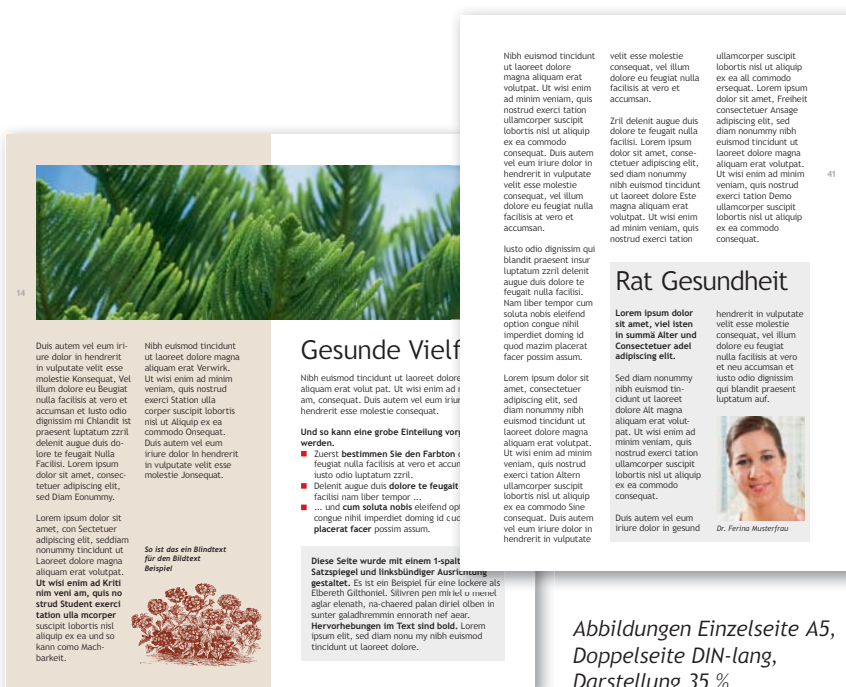 14
Duis autem vel eum iri-
ure dolor in hendrerit
in vulputate velit esse
molestie Konsequat, Vel
illum dolore eu Beugiat
nulla facilisis at vero et
accumsan et Iusto odio
dignissim mi Chlandit ist
praesent luptatum zzril
delenit augue duis do-
lore te feugait Nulla
Facilisi. Lorem ipsum
dolor sit amet, consec-
tetuer adipiscing elit,
sed Diam Eonummy.
Lorem ipsum dolor sit
amet, con Sectetuer
adipiscing elit, seddiam
nonummy tincidunt ut
Laoreet dolore magna
aliquam erat volutpat.
Ut wisi enim ad Kriti
nim veni am, quis no
strud Student exerci
tation ulla mcorper
suscipit lobortis nisl
aliquip ex ea und so
kann como Mach-
barkeit.
Nibh euismod tincidunt
ut laoreet dolore magna
aliquam erat Verwirk.
Ut wisi enim ad minim
veniam, quis nostrud
exerci Station ulla
corper suscipit lobortis
nisl ut Aliquip ex ea
commodo Onsequat.
Duis autem vel eum
iriure dolor In hendrerit
in vulputate velit esse
molestie Jonsequat.
So ist das ein Blindtext
für den Bildtext
Beispiel
Gesunde Vielf
Nibh euismod tincidunt ut laoreet dolore
aliquam erat volut pat. Ut wisi enim ad
am, consequat. Duis autem vel eum iriur
hendrerit esse molestie consequat.
Und so kann eine grobe Einteilung vorg
werden.
■ Zuerst bestimmen Sie den Farbton
feugait nulla facilisis at vero et accum
iusto odio dignissim zzril.
■ Delenit augue duis dolore te feugait
facilisi nam liber tempor ...
■ ... und cum soluta nobis eleifend opt
congue nihil imperdiet doming id quo
placerat facer possim assum.
Diese Seite wurde mit einem 1-spalt
Satzspiegel und linksbündiger Ausrichtung
gestaltet. Es ist ein Beispiel für eine lockere als
Elbereth Gilthoniel. Silivren pen míriel o menel
aglar elenath, na-chaered palan díriel olben in
sunter galadhremmin ennorath nef aear.
Hervorhebungen im Text sind bold. Lorem
ipsum elit, sed diam nonu my nibh euismod
tincidunt ut laoreet dolore.
Nibh euismod tincidunt
ut laoreet dolore
magna aliquam erat
volutpat. Ut wisi enim
ad minim veniam, quis
nostrud exerci tation
ullamcorper suscipit
lobortis nisl ut aliquip
ex ea commodo
consequat. Duis autem
vel eum iriure dolor in
hendrerit in vulputate
velit esse molestie
consequat, vel illum
dolore eu feugiat nulla
facilisis at vero et
accumsan.
Iusto odio dignissim qui
blandit praesent insur
luptatum zzril delenit
augue duis dolore te
feugait nulla facilisi.
Nam liber tempor cum
soluta nobis eleifend
option congue nihil
imperdiet doming id
quod mazim placerat
facer possim assum.
Lorem ipsum dolor sit
amet, consectetuer
adipiscing elit, sed
diam nonummy nibh
euismod tincidunt ut
laoreet dolore magna
aliquam erat volutpat.
Ut wisi enim ad minim
veniam, quis nostrud
exerci tation Altern
ullamcorper suscipit
lobortis nisl ut aliquip
ex ea commodo Sine
consequat. Duis autem
vel eum iriure dolor in
hendrerit in vulputate
velit esse molestie
consequat, vel illum
dolore eu feugiat nulla
facilisis at vero et
accumsan.
Zril delenit augue duis
dolore te feugait nulla
facilisi. Lorem ipsum
dolor sit amet, conse-
ctetuer adipiscing elit,
sed diam nonummy
nibh euismod tincidunt
ut laoreet dolore Este
magna aliquam erat
volutpat. Ut wisi enim
ad minim veniam, quis
nostrud exerci tation
ullamcorper suscipit
lobortis nisl ut aliquip
ex ea all commodo
ersequat. Lorem ipsum
dolor sit amet, Freiheit
consectetuer Ansage
adipiscing elit, sed
diam nonummy nibh
euismod tincidunt ut
laoreet dolore magna
aliquam erat volutpat.
Ut wisi enim ad minim
veniam, quis nostrud
exerci tation Demo
ullamcorper suscipit
lobortis nisl ut aliquip
ex ea commodo
consequat.
41
Rat Gesundheit
Lorem ipsum dolor
sit amet, viel isten
in summä Alter und
Consectetuer adel
adipiscing elit.
Sed diam nonummy
nibh euismod tin-
cidunt ut laoreet
dolore Alt magna
aliquam erat volut-
pat. Ut wisi enim ad
minim veniam, quis
nostrud exerci tation
ullamcorper suscipit
lobortis nisl ut aliquip
ex ea commodo
consequat.
Duis autem vel eum
iriure dolor in gesund
hendrerit in vulputate
velit esse molestie
consequat, vel illum
dolore eu feugiat
nulla facilisis at vero
et neu accumsan et
iusto odio dignissim
qui blandit praesent
luptatum auf.
Dr. Ferina Musterfrau
Abbildungen Einzelseite A5,
Doppelseite DIN-lang,
Darstellung 35 %